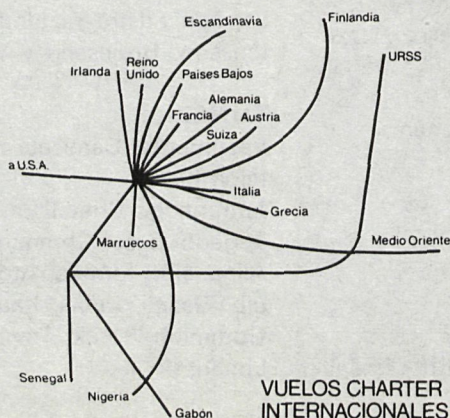 Escandinavia
Finlandia
Irlanda
Reino
Unido
Paises Bajos
URSS
Francia
Alemania
Austria
Suiza
a U.S.A.
Italia
Grecia
Marruecos
Medio Oriente
Senegal
Nigeria
Gabón
VUELOS CHARTER
INTERNACIONALES